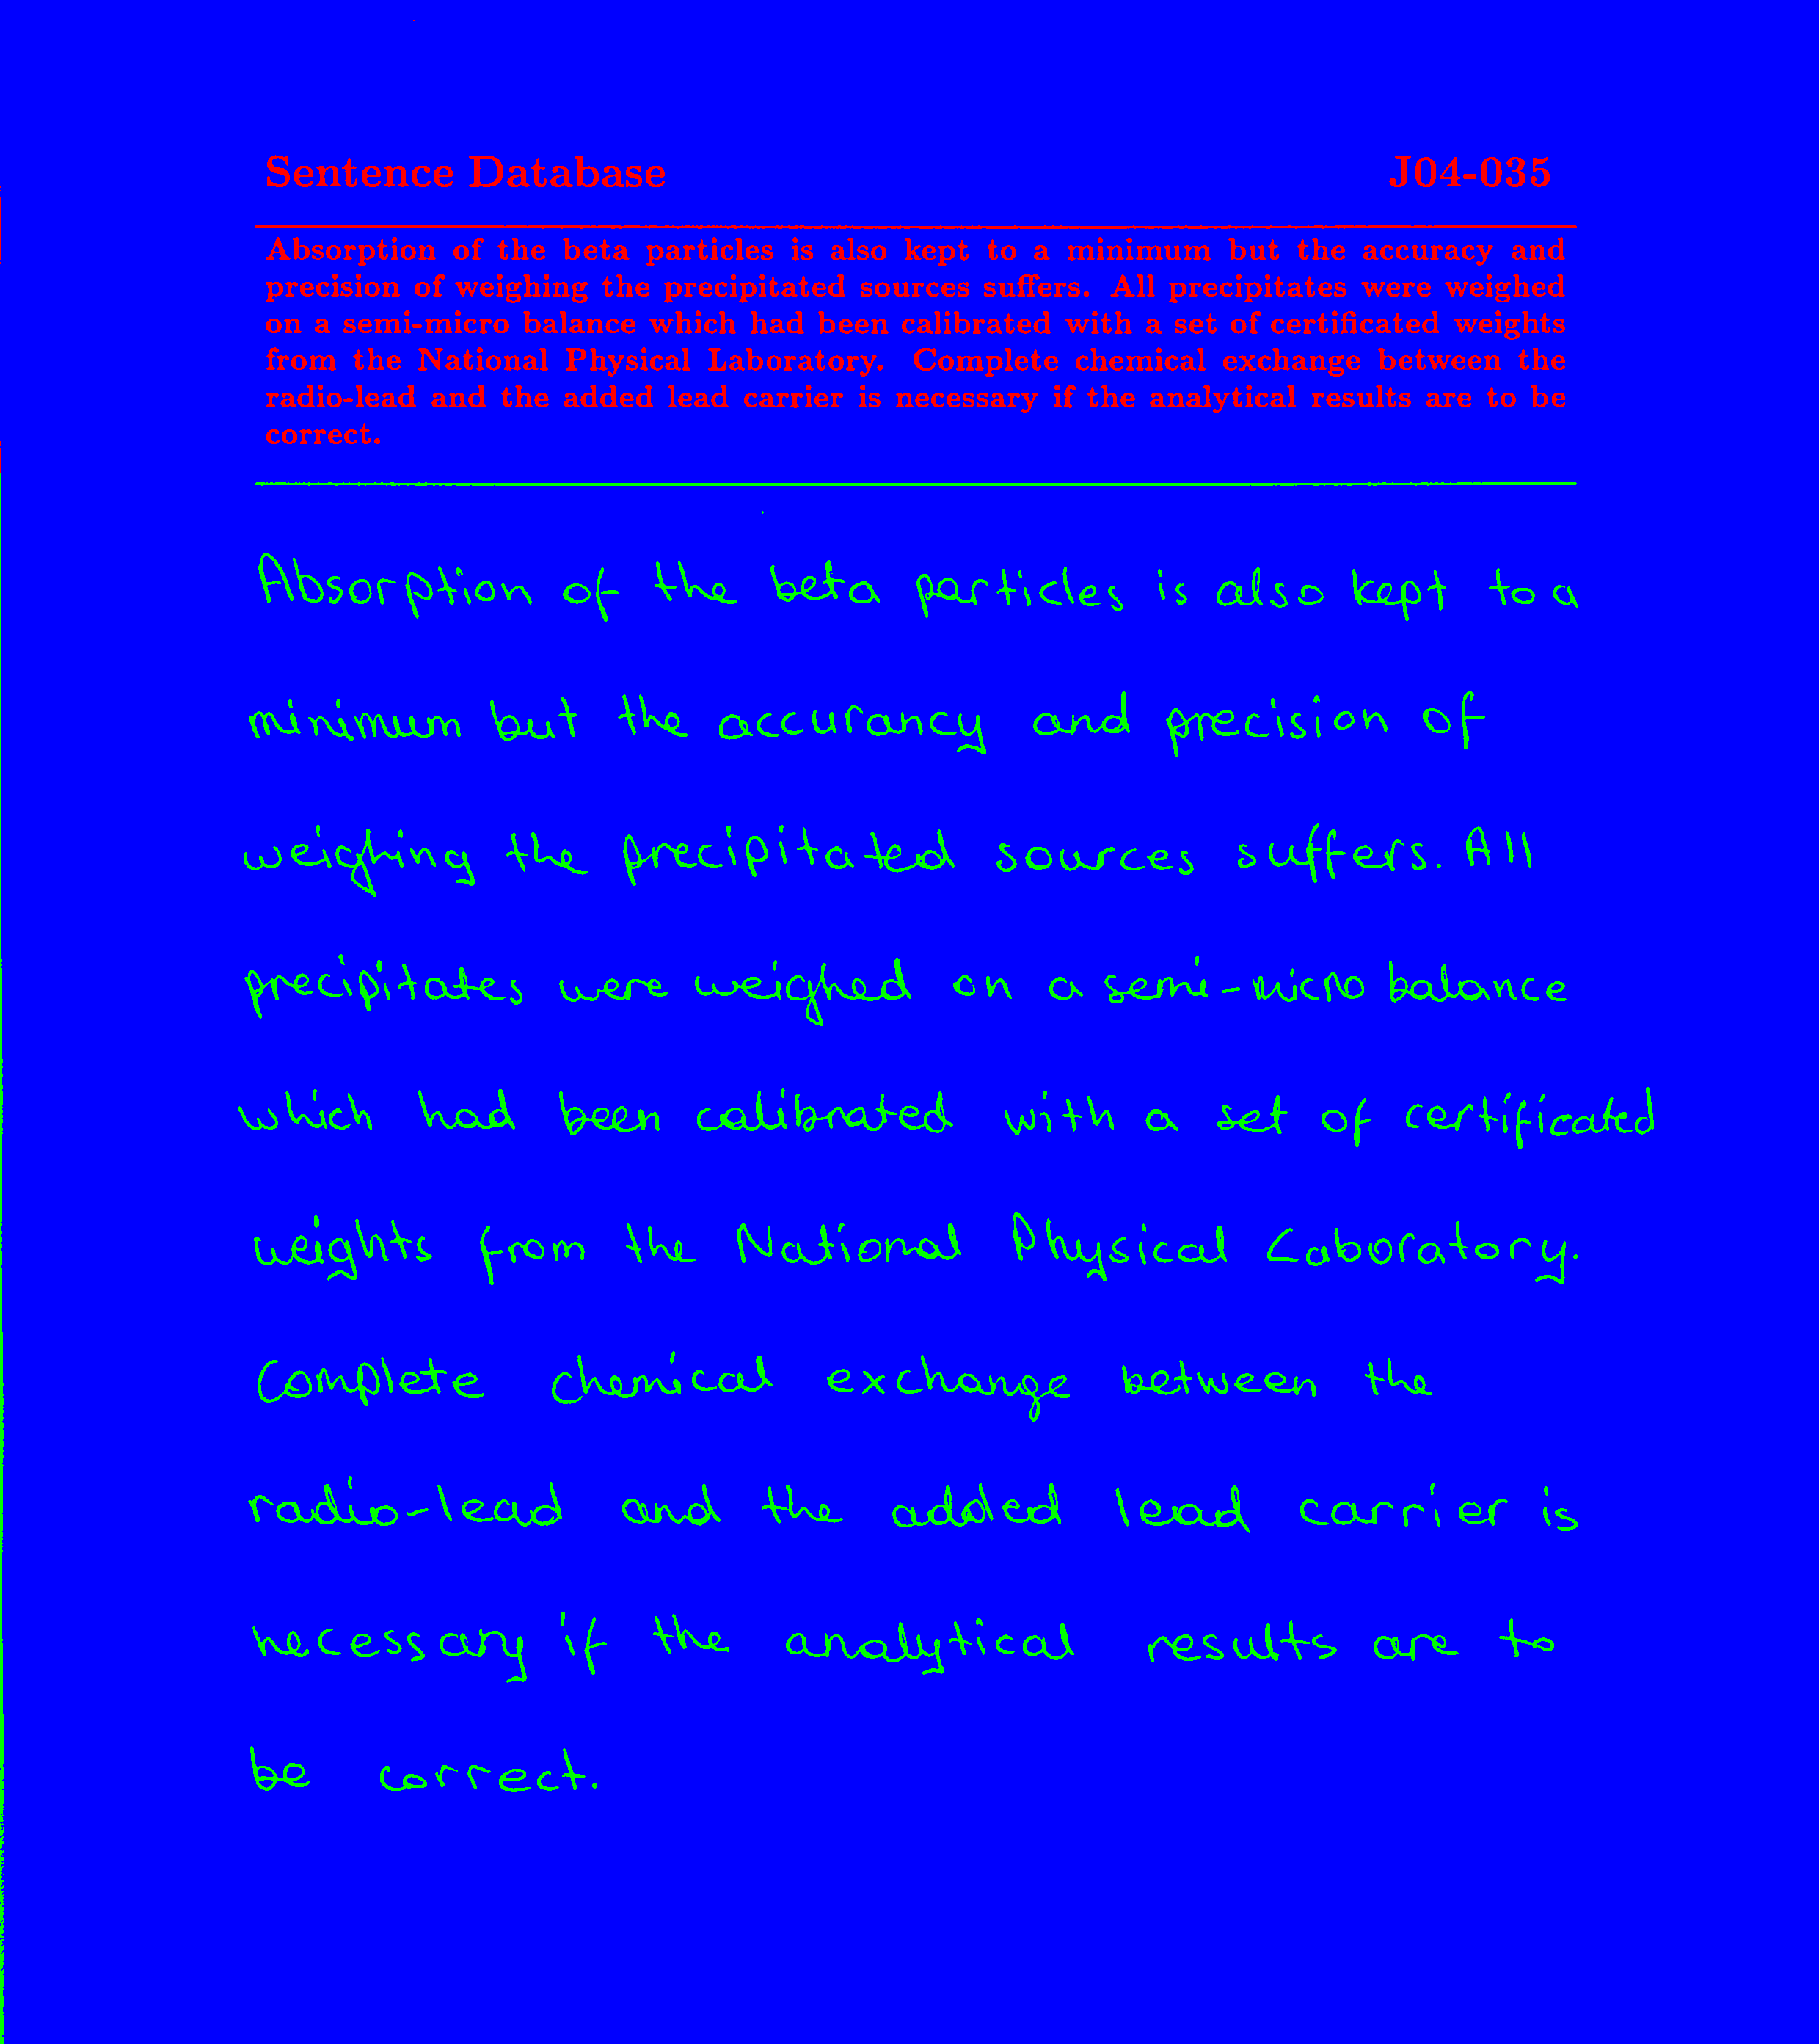 Sentence Database J04-035
Absorption of the beta particles is also kept to a minimum but the accuracy and
precision of weighing the precipitated sources suffers. All precipitates were weighed
on a semi-micro balance which had been calibrated with a set of certificated weights
from the National Physical Laboratory. Complete chemical exchange between the
radio-lead and the added lead carrier is necessary if the analytical results are to be
correct.
Absorption of the beta particles is also kept to a
minimum but the accurancy and precision of
weighing the precipitated sources suffers. All
precipitates were weighed on a semi-micro balance
which had been calibrated with a set of certificated
weights from the National Physical Laboratory.
Complete chemical exchange between the
radio-lead and the added lead carrier is
necessary if the analytical results are to
be correct.